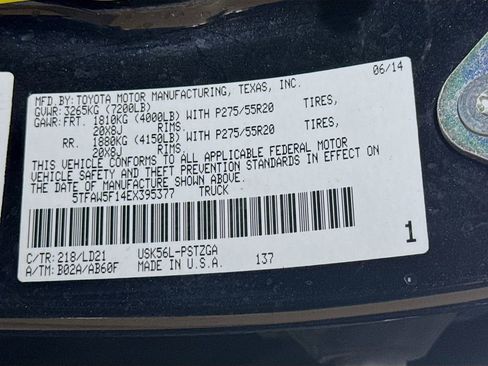 MFD.BY:TOYOTA MOTOR MANUFACTURING, TEXAS, INC. 06/14
GVWR:3265KG (7200LB)
GAWR: FRT. 1810KG (4000LB) WITH P275/55R20 TIRES,
20X8J RIMS,
RR. 1880KG (4150LB) WITH P275/55R20 TIRES,
20X8J RIMS.
THIS VEHICLE CONFORMS TO ALL APPLICABLE FEDERAL MOTOR
VEHICLE SAFETY AND THEFT PREVENTION STANDARDS IN EFFECT ON
THE DATE OF MANUFACTURE SHOWN ABOVE.
5TFAW5F14EX395377 TRUCK
C/TR:218/LD21 USK56L-PSTZGA 1
A/TM:B02A/AB60F MADE IN U.S.A. 137